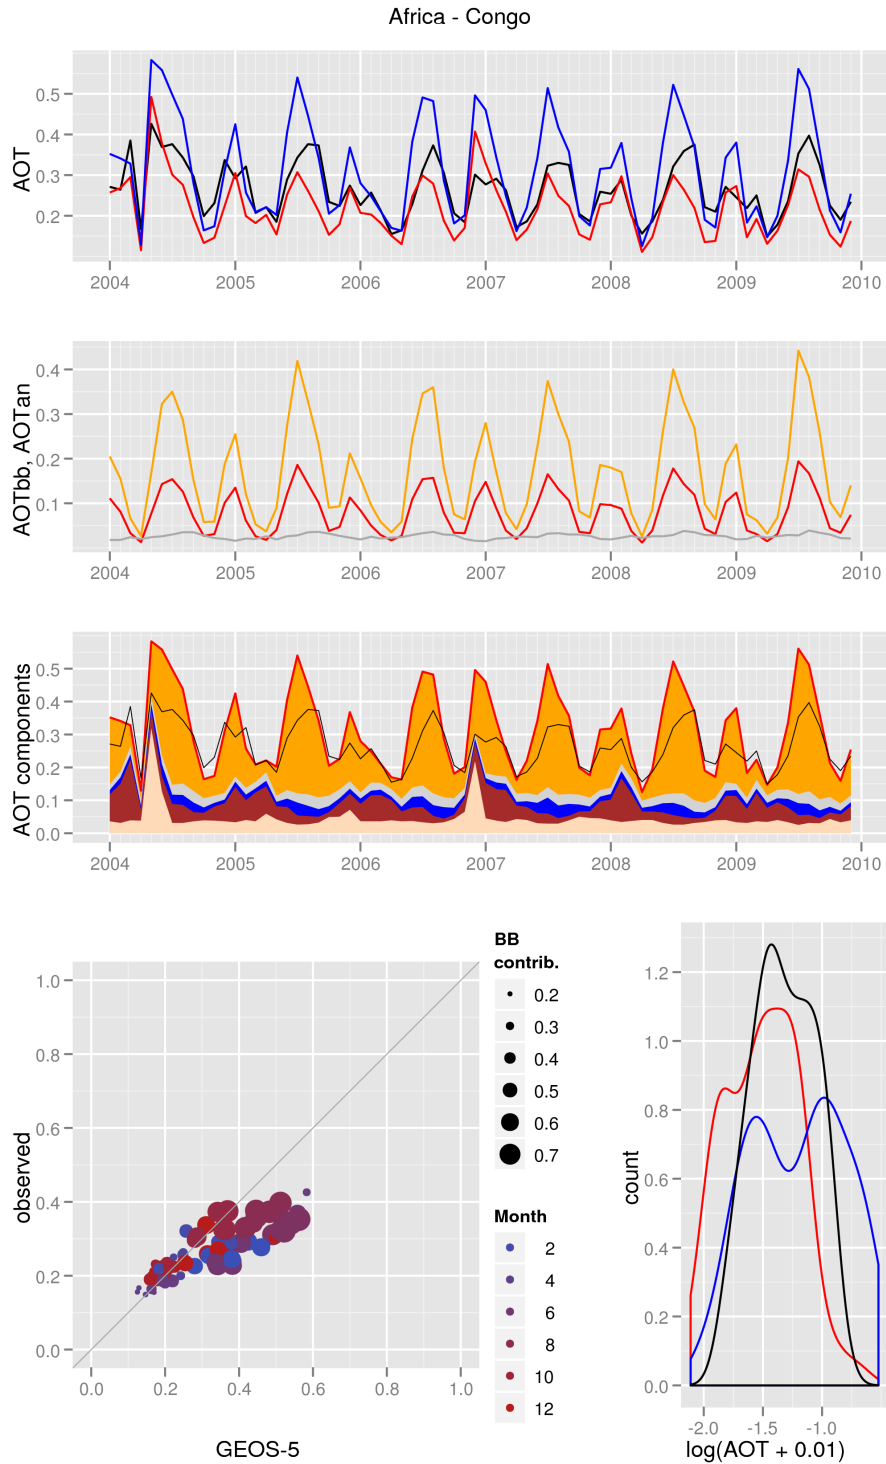 Africa - Congo
AOT
0.5
0.4
0.3
0.2
2004 2005 2006 2007 2008 2009 2010
AOTbb, AOTan
0.4
0.3
0.2
0.1
2004 2005 2006 2007 2008 2009 2010
AOT components
0.5
0.4
0.3
0.2
0.1
0.0
2004 2005 2006 2007 2008 2009 2010
observed
1.0
0.8
0.6
0.4
0.2
0.0
0.0 0.2 0.4 0.6 0.8 1.0
GEOS-5
BB
contrib.
0.2
0.3
0.4
0.5
0.6
0.7
Month
2
4
6
8
10
12
count
1.2
1.0
0.8
0.6
0.4
0.2
0.0
-2.0 -1.5 -1.0
log(AOT + 0.01)